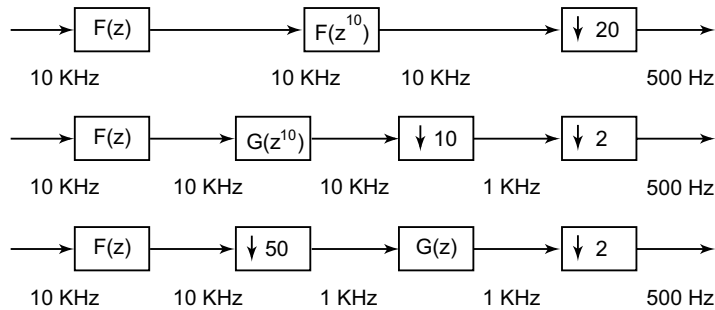 F(z) F(z^10) ↓ 20
10 KHz 10 KHz 10 KHz 500 Hz
F(z) G(z^10) ↓ 10 ↓ 2
10 KHz 10 KHz 10 KHz 1 KHz 500 Hz
F(z) ↓ 50 G(z) ↓ 2
10 KHz 10 KHz 1 KHz 1 KHz 500 Hz